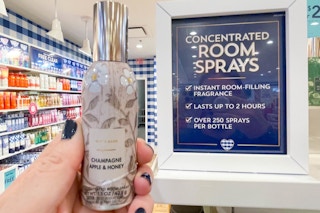 CONCENTRATED
ROOM
SPRAYS
INSTANT ROOM-FILLING
FRAGRANCE
LASTS UP TO 2 HOURS
OVER 250 SPRAYS
PER BOTTLE
CHAMPAGNE
APPLE & HONEY
$2